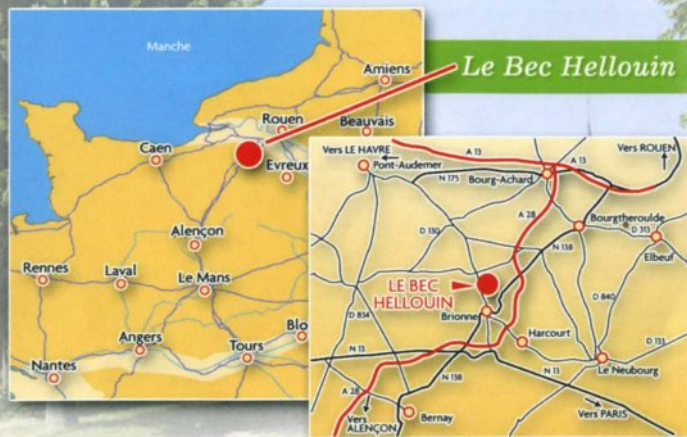 Manche
Le Bec Hellouin
Amiens
Rouen
Beauvais
Caen
Evreux
Alençon
Rennes
Laval
Le Mans
Angers
Tours
Blo
Nantes
Vers LE HAVRE
A 13
A 13
Vers ROUEN
Pont-Audemer
N 175
Bourg-Achard
A 28
Bourgtheroulde
D 130
N 138
D 313
Elbeuf
LE BEC
HELLOUIN
D 840
D 834
Brionne
Harcourt
D 133
N 13
Le Neubourg
N 13
N 138
A 28
Vers
ALENÇON
Bernay
Vers PARIS